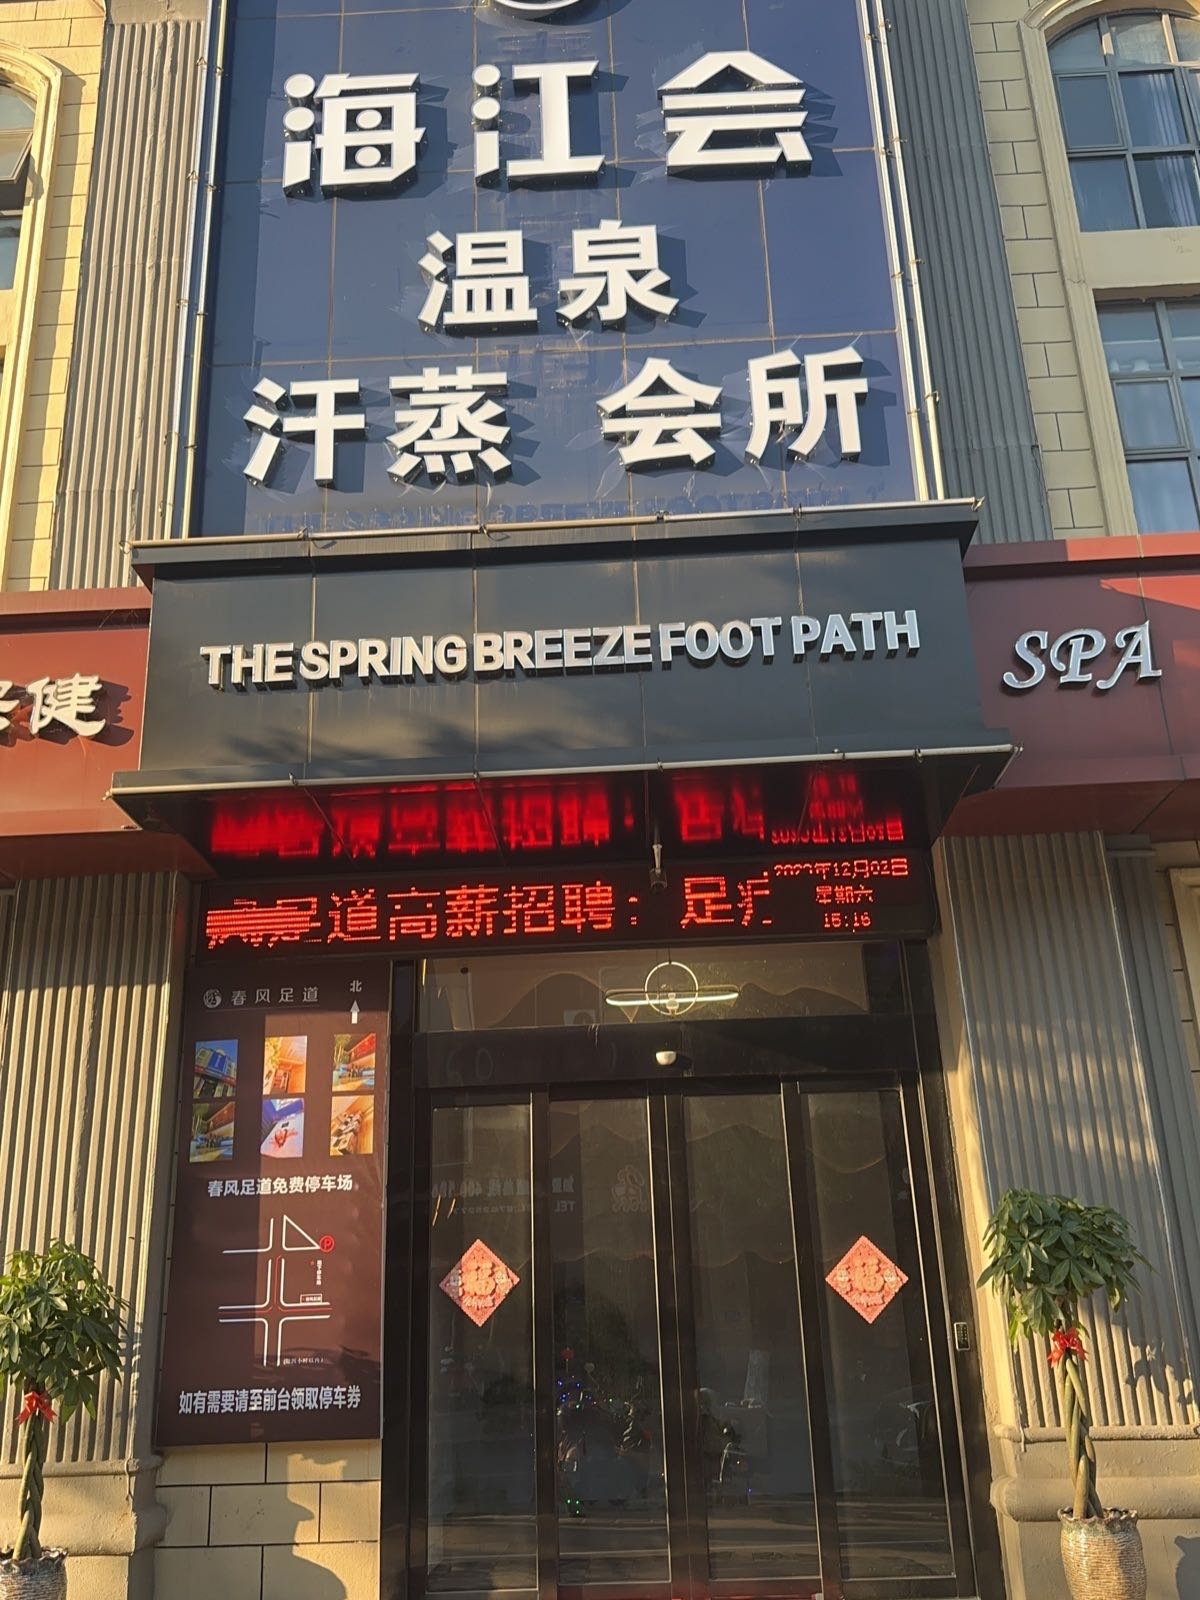 海江会
温泉
汗蒸 会所
THE SPRING BREEZE FOOT PATH
健
SPA
足道高薪招聘：足
12月02日
星期六
15:16
春风足道
北
春风足道免费停车场
P
如有需要请至前台领取停车券
福
福